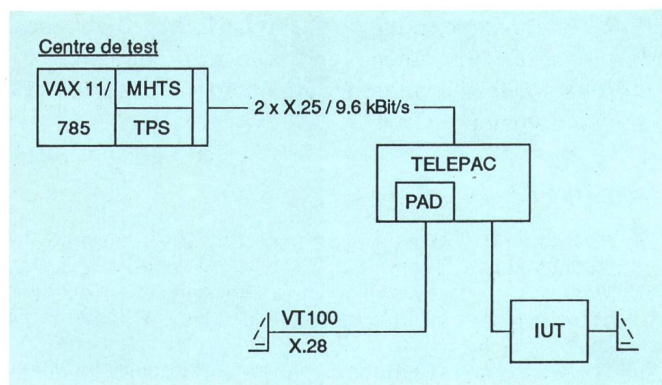 Centre de test
VAX 11/
785
MHTS
TPS
2 x X.25 / 9.6 kBit/s
TELEPAC
PAD
VT100
X.28
IUT